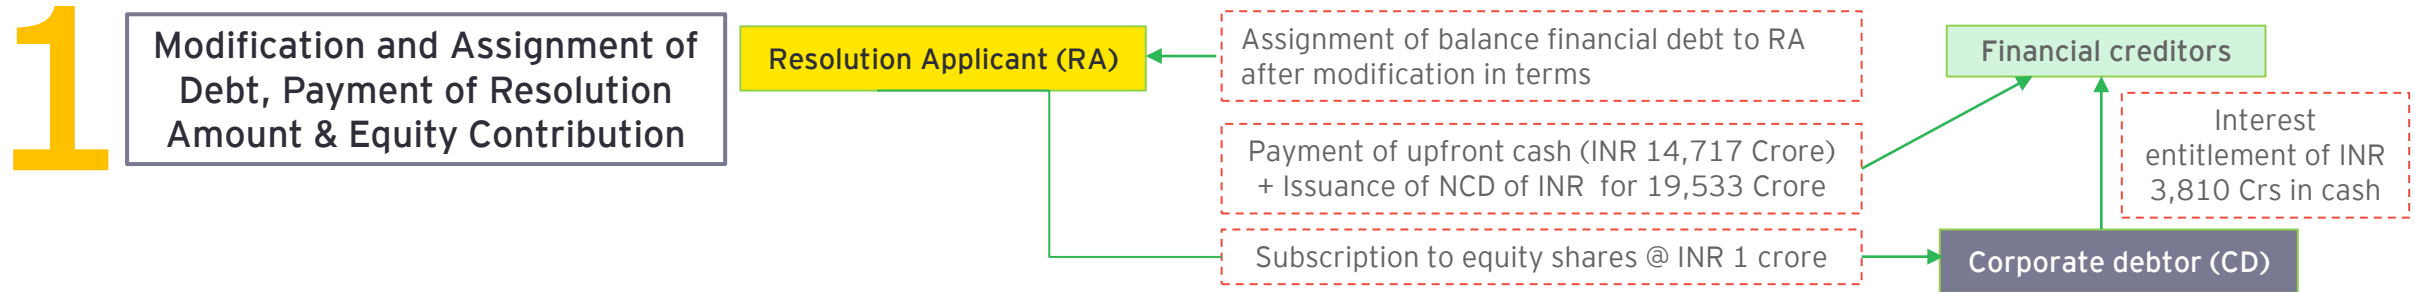 1
Modification and Assignment of
Debt, Payment of Resolution
Amount & Equity Contribution
Resolution Applicant (RA)
Assignment of balance financial debt to RA
after modification in terms
Financial creditors
Payment of upfront cash (INR 14,717 Crore)
+ Issuance of NCD of INR for 19,533 Crore
Interest
entitlement of INR
3,810 Crs in cash
Subscription to equity shares @ INR 1 crore
Corporate debtor (CD)